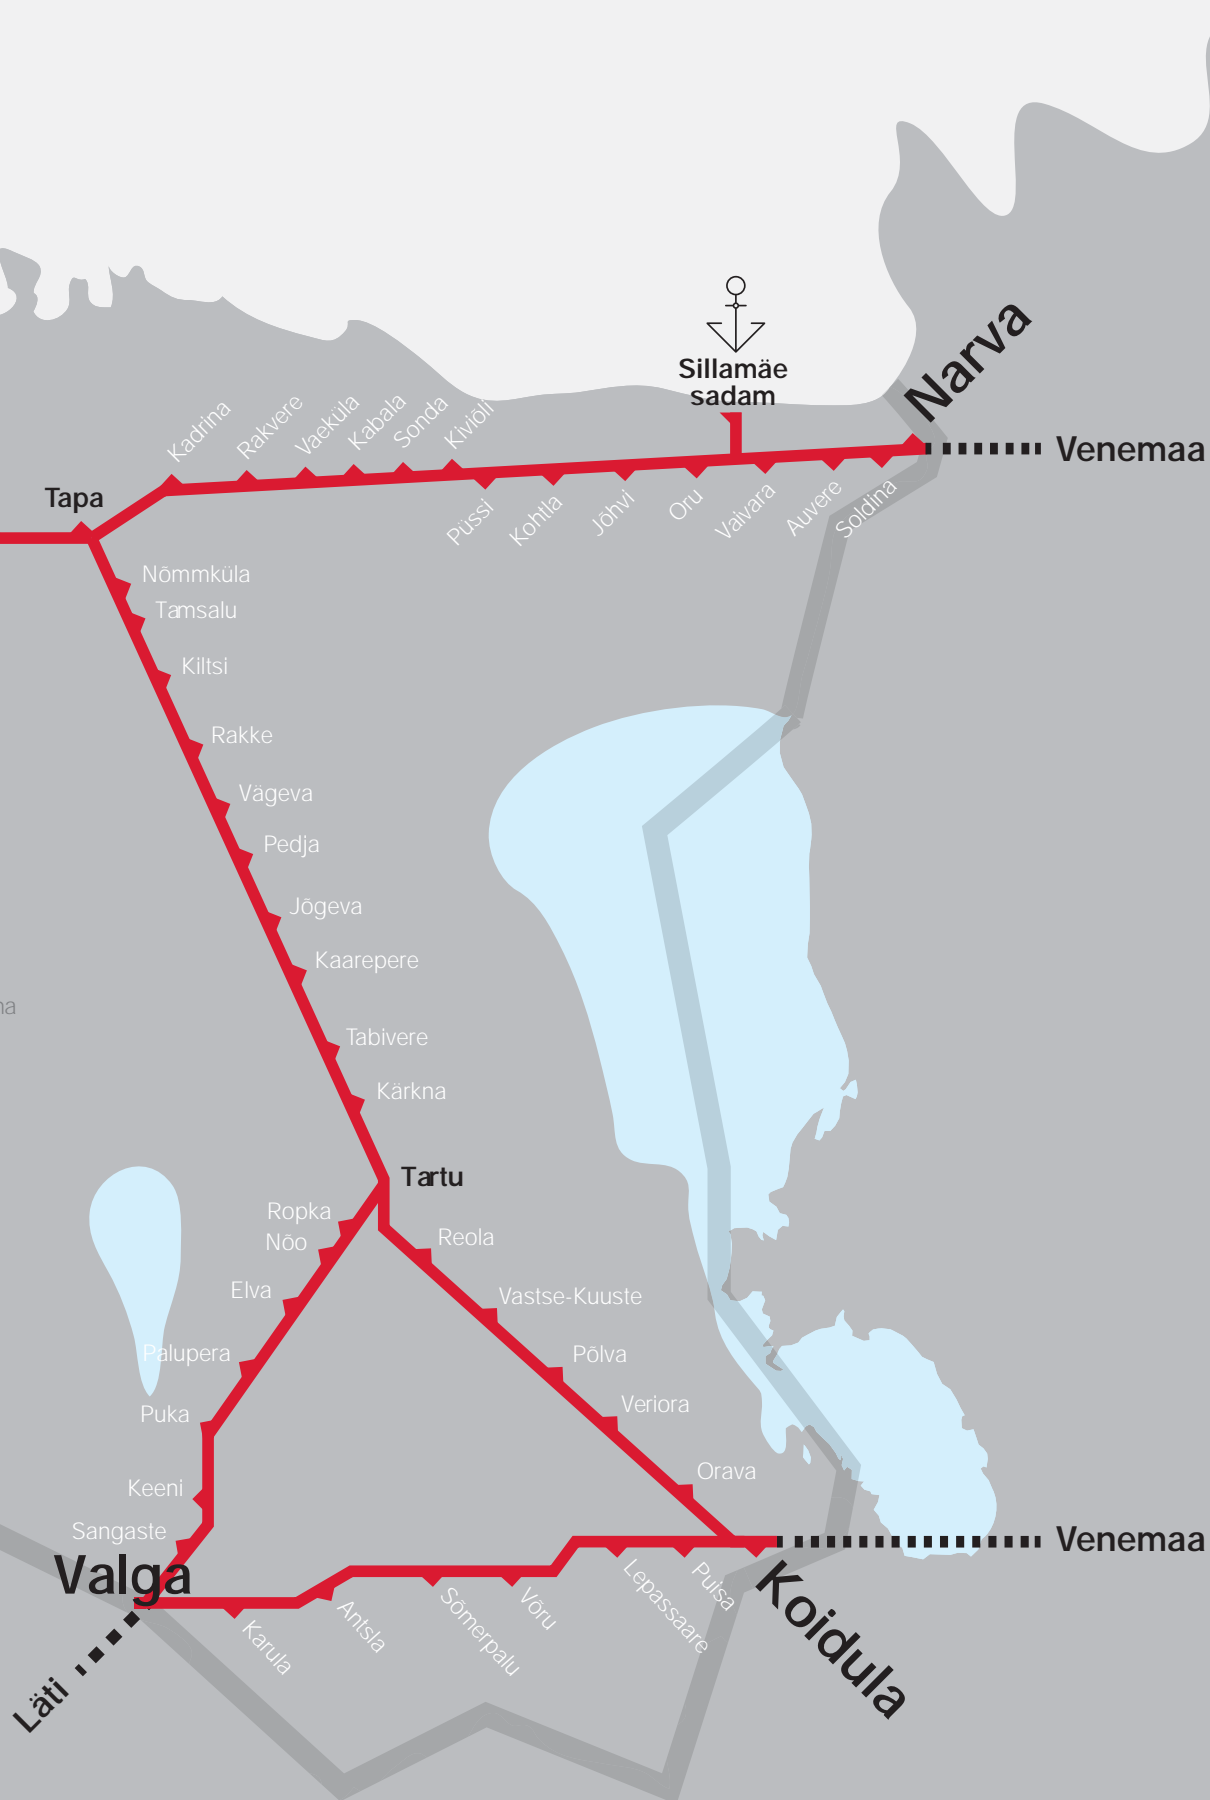 Sillamäe
sadam
Narva
Venemaa
Kadrina
Rakvere
Vaeküla
Kabala
Sonda
Kiviõli
Tapa
Püssi
Kohtla
Jõhvi
Oru
Vaivara
Auvere
Soldina
Nõmmküla
Tamsalu
Kiltsi
Rakke
Vägeva
Pedja
Jõgeva
Kaarepere
na
Tabivere
Kärkna
Tartu
Ropka
Nõo
Reola
Elva
Vastse-Kuuste
Palupera
Põlva
Puka
Veriora
Keeni
Orava
Sangaste
Venemaa
Valga
Koidula
Karula
Antsla
Sõmerpalu
Võru
Lepassaare
Puisa
Läti